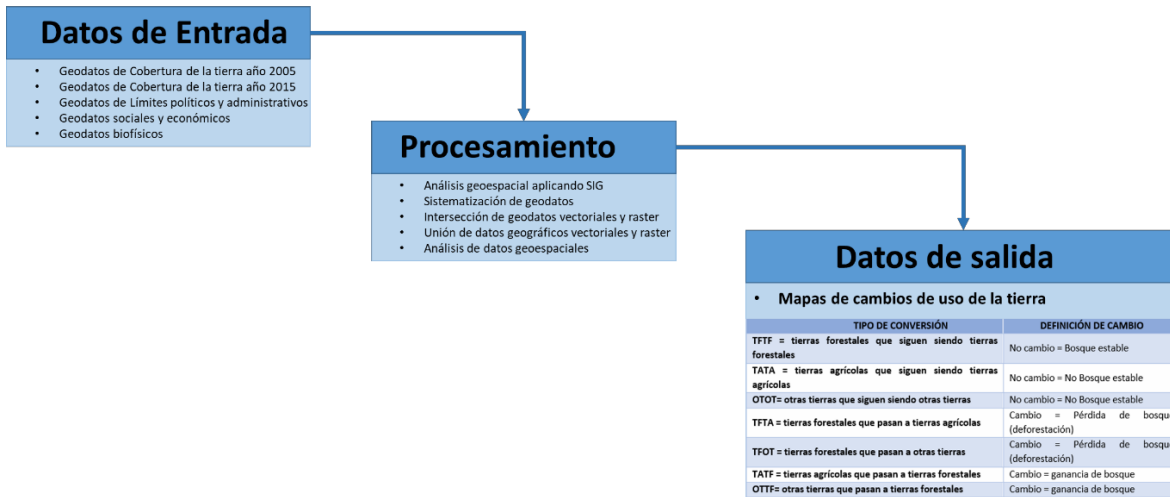 Datos de Entrada
• Geodatos de Cobertura de la tierra año 2005
• Geodatos de Cobertura de la tierra año 2015
• Geodatos de Límites políticos y administrativos
• Geodatos sociales y económicos
• Geodatos biofísicos
Procesamiento
• Análisis geoespacial aplicando SIG
• Sistematización de geodatos
• Intersección de geodatos vectoriales y raster
• Unión de datos geográficos vectoriales y raster
• Análisis de datos geoespaciales
Datos de salida
• Mapas de cambios de uso de la tierra
TIPO DE CONVERSIÓN DEFINICIÓN DE CAMBIO
TFTF = tierras forestales que siguen siendo tierras
forestales
No cambio = Bosque estable
TATA = tierras agrícolas que siguen siendo tierras
agrícolas
No cambio = No Bosque estable
OTOT= otras tierras que siguen siendo otras tierras No cambio = No Bosque estable
TFTA = tierras forestales que pasan a tierras agrícolas
Cambio = Pérdida de bosque
(deforestación)
TFOT = tierras forestales que pasan a otras tierras
Cambio = Pérdida de bosque
(deforestación)
TATF = tierras agrícolas que pasan a tierras forestales Cambio = ganancia de bosque
OTTF= otras tierras que pasan a tierras forestales Cambio = ganancia de bosque